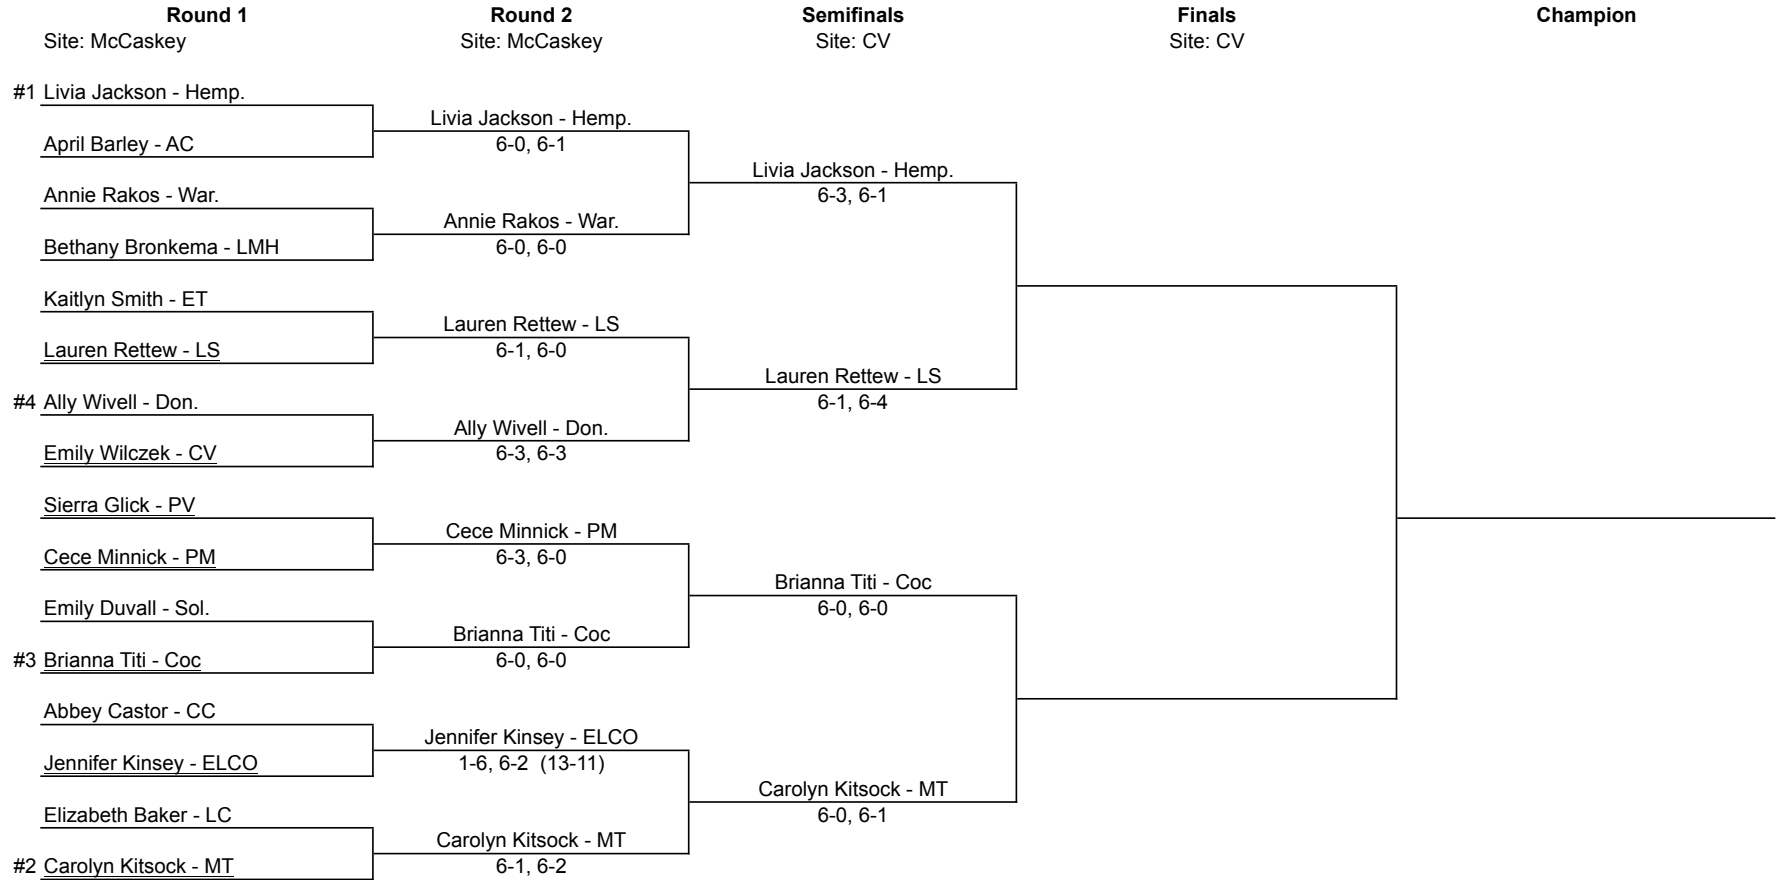 Round 1 Round 2 Semifinals Finals Champion
Site: McCaskey Site: McCaskey Site: CV Site: CV
#1 Livia Jackson - Hemp.
Livia Jackson - Hemp.
April Barley - AC 6-0, 6-1
Livia Jackson - Hemp.
Annie Rakos - War. 6-3, 6-1
Annie Rakos - War.
Bethany Bronkema - LMH 6-0, 6-0
Kaitlyn Smith - ET
Lauren Rettew - LS
Lauren Rettew - LS 6-1, 6-0
Lauren Rettew - LS
#4 Ally Wivell - Don. 6-1, 6-4
Ally Wivell - Don.
Emily Wilczek - CV 6-3, 6-3
Sierra Glick - PV
Cece Minnick - PM
Cece Minnick - PM 6-3, 6-0
Brianna Titi - Coc
Emily Duvall - Sol. 6-0, 6-0
Brianna Titi - Coc
#3 Brianna Titi - Coc 6-0, 6-0
Abbey Castor - CC
Jennifer Kinsey - ELCO
Jennifer Kinsey - ELCO 1-6, 6-2 (13-11)
Carolyn Kitsock - MT
Elizabeth Baker - LC 6-0, 6-1
Carolyn Kitsock - MT
#2 Carolyn Kitsock - MT 6-1, 6-2